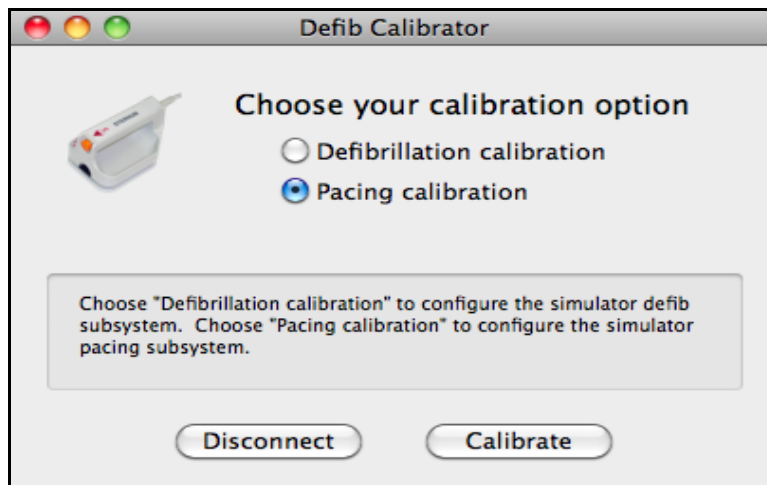 Defib Calibrator
Choose your calibration option
Defibrillation calibration
Pacing calibration
Choose "Defibrillation calibration" to configure the simulator defib
subsystem.  Choose "Pacing calibration" to configure the simulator
pacing subsystem.
Disconnect
Calibrate